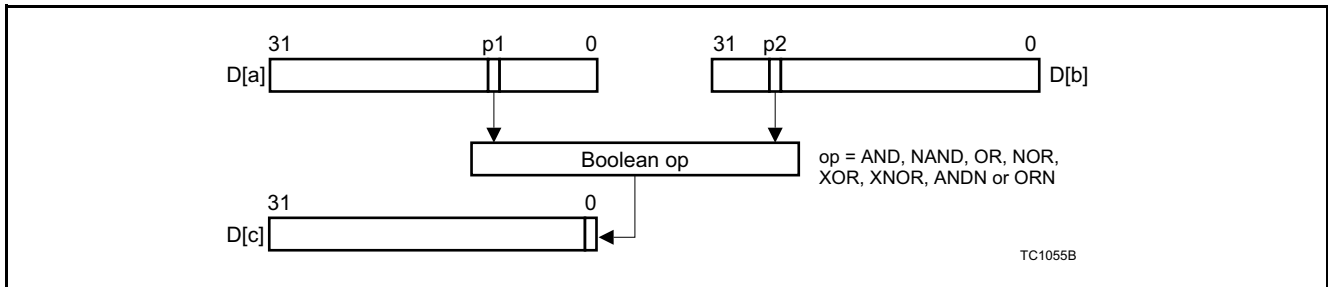 31 p1 0 31 p2 0
D[a] D[b]
Boolean op
op = AND, NAND, OR, NOR,
XOR, XNOR, ANDN or ORN
31 0
D[c]
TC1055B